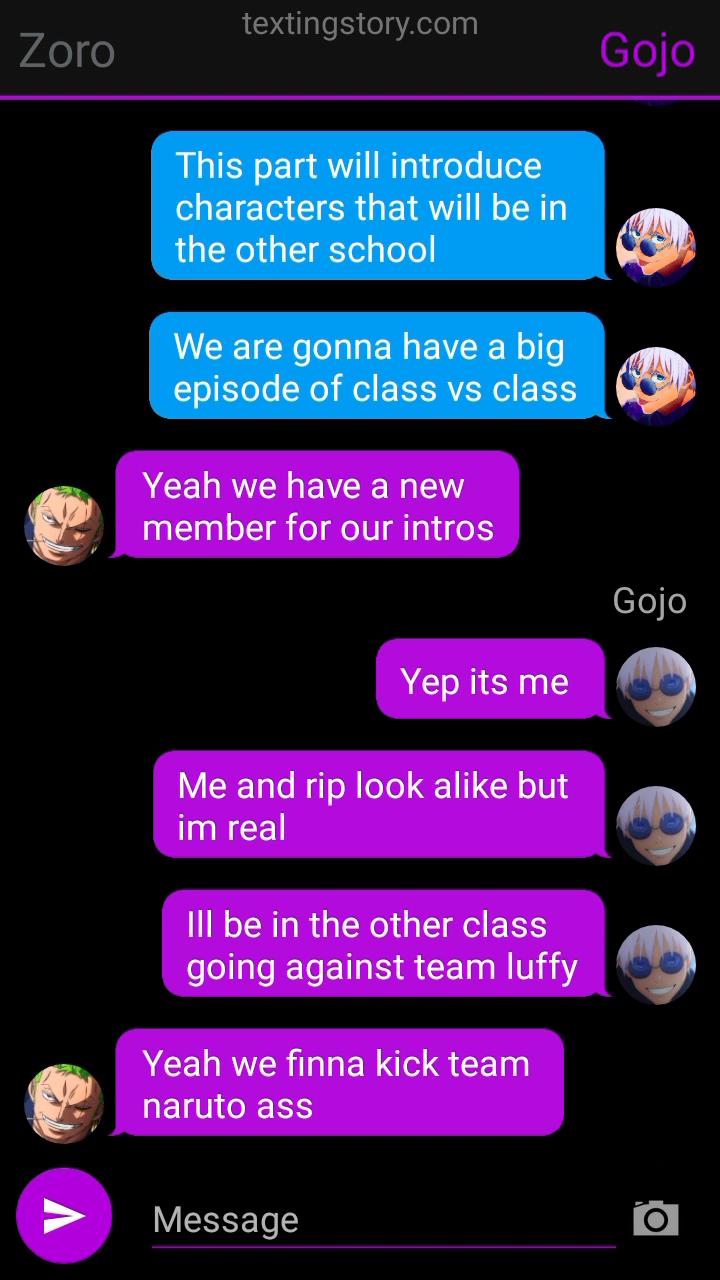 textingstory.com
Zoro
Gojo
This part will introduce
characters that will be in
the other school
We are gonna have a big
episode of class vs class
Yeah we have a new
member for our intros
Gojo
Yep its me
Me and rip look alike but
im real
Ill be in the other class
going against team luffy
Yeah we finna kick team
naruto ass
Message